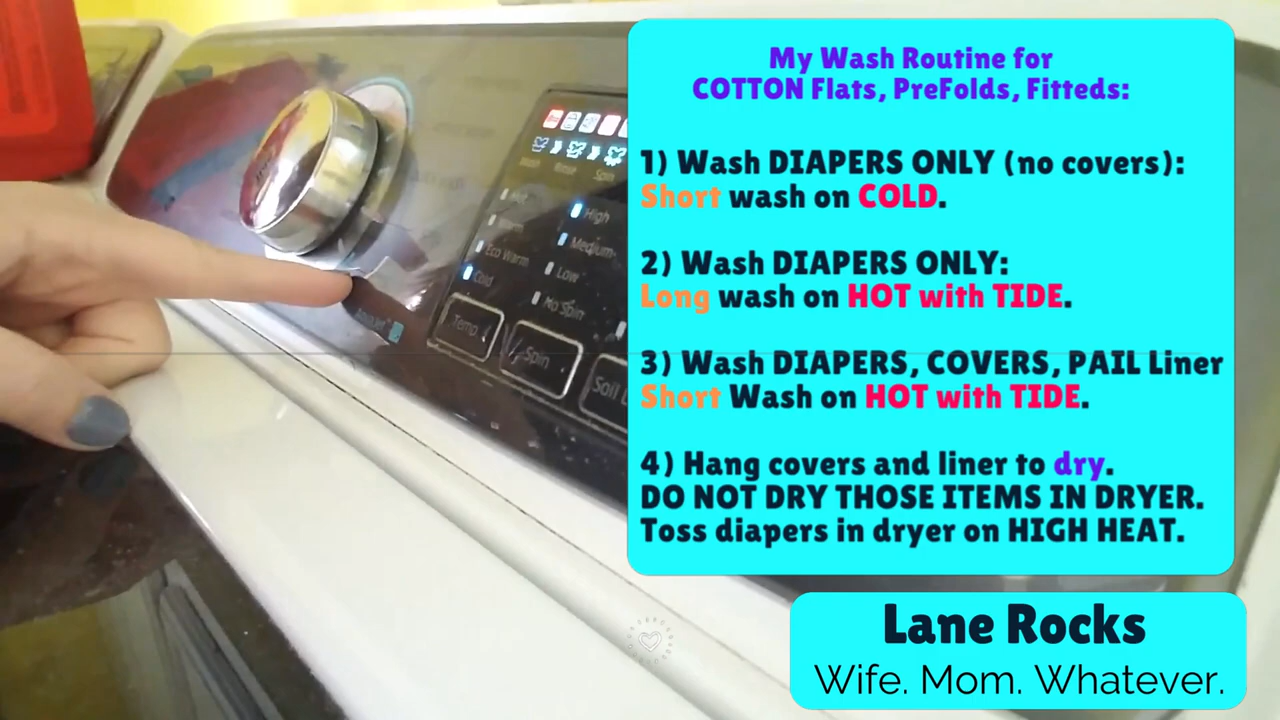 My Wash Routine for
COTTON Flats, PreFolds, Fitteds:
1) Wash DIAPERS ONLY (no covers):
Short wash on COLD.
2) Wash DIAPERS ONLY:
Long wash on HOT with TIDE.
3) Wash DIAPERS, COVERS, PAIL Liner
Short Wash on HOT with TIDE.
4) Hang covers and liner to dry.
DO NOT DRY THOSE ITEMS IN DRYER.
Toss diapers in dryer on HIGH HEAT.
Lane Rocks
Wife. Mom. Whatever.
Rinse
Spin
High
Medium
Eco Warm
Low
Cold
No Spin
Temp.
Spin
Soil